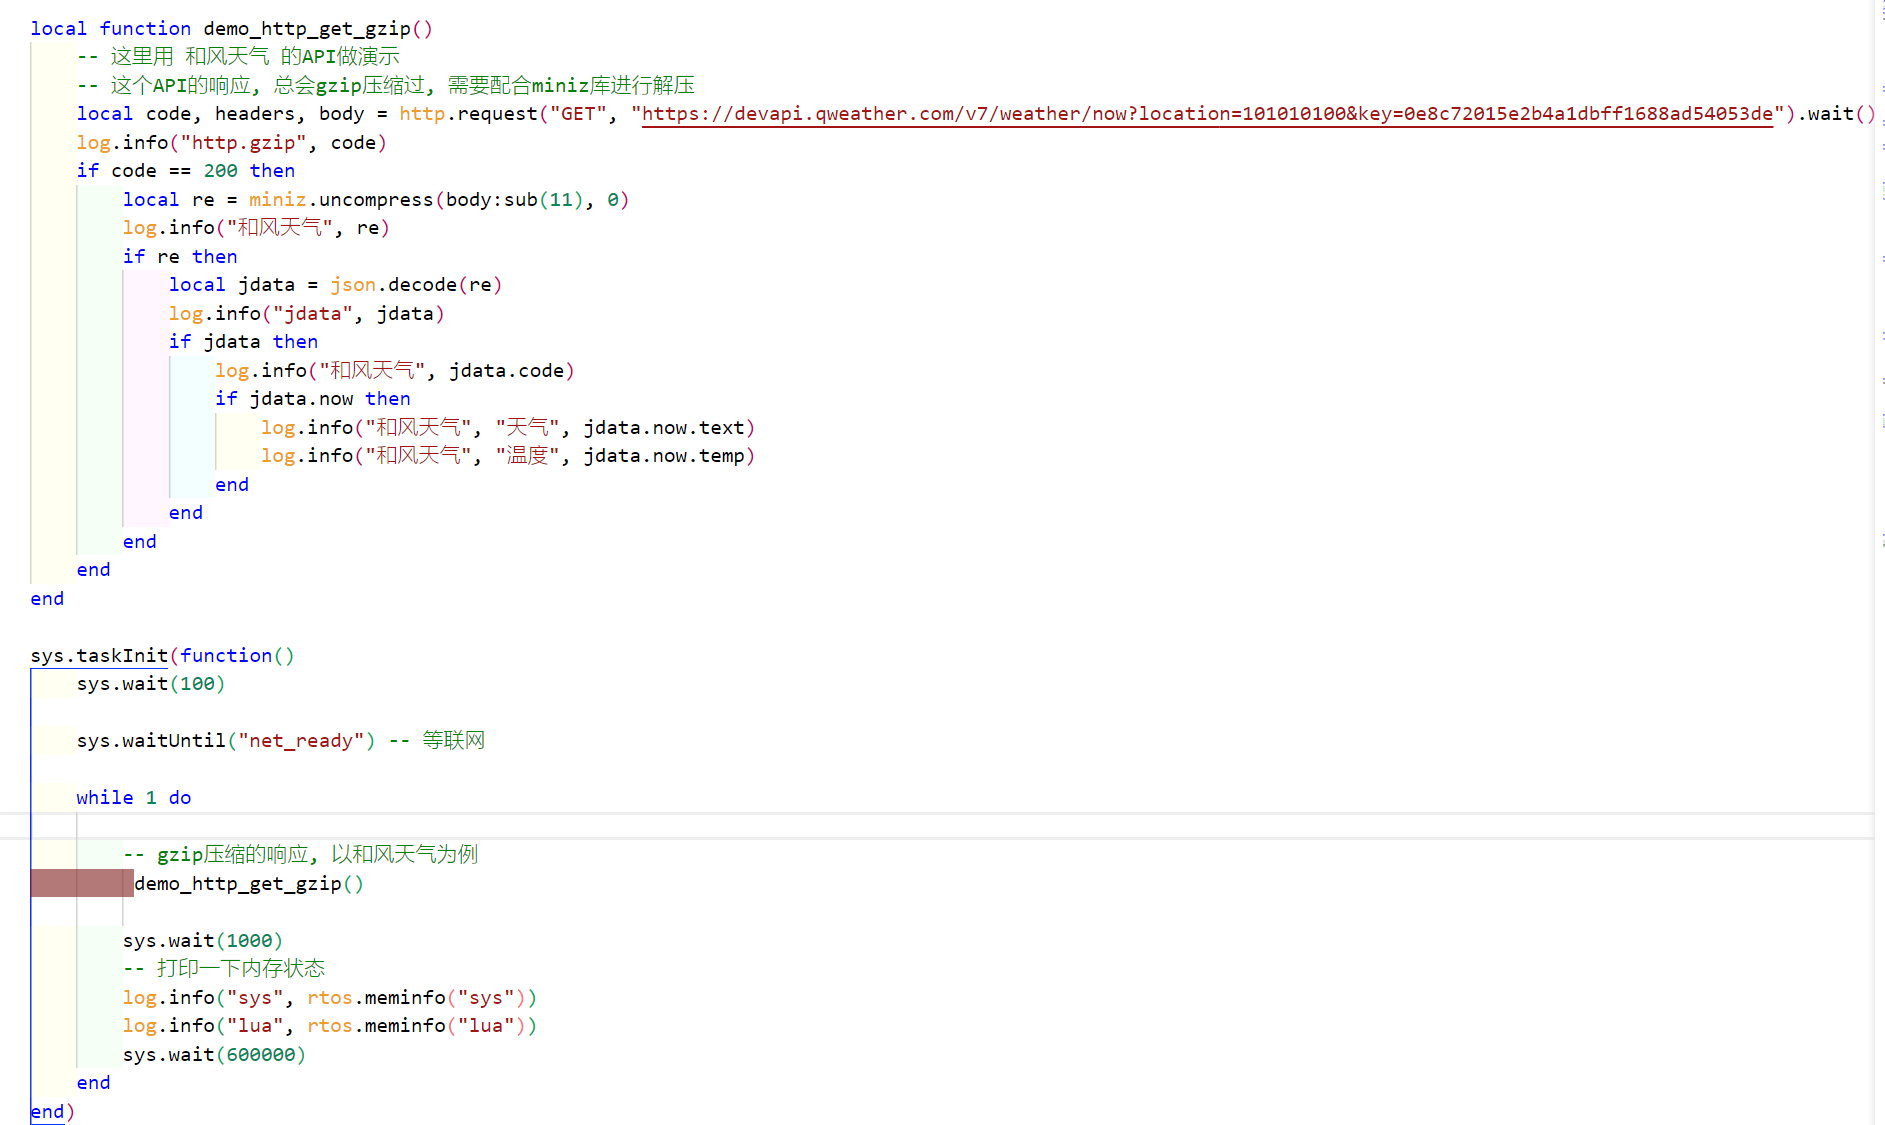 local function demo_http_get_gzip()
    -- 这里用 和风天气 的API做演示
    -- 这个API的响应, 总会gzip压缩过, 需要配合miniz库进行解压
    local code, headers, body = http.request("GET", "https://devapi.qweather.com/v7/weather/now?location=101010100&key=0e8c72015e2b4a1dbff1688ad54053de").wait()
    log.info("http.gzip", code)
    if code == 200 then
        local re = miniz.uncompress(body:sub(11), 0)
        log.info("和风天气", re)
        if re then
            local jdata = json.decode(re)
            log.info("jdata", jdata)
            if jdata then
                log.info("和风天气", jdata.code)
                if jdata.now then
                    log.info("和风天气", "天气", jdata.now.text)
                    log.info("和风天气", "温度", jdata.now.temp)
                end
            end
        end
    end
end
sys.taskInit(function()
    sys.wait(100)
    sys.waitUntil("net_ready") -- 等联网
    while 1 do
        -- gzip压缩的响应, 以和风天气为例
         demo_http_get_gzip()
        sys.wait(1000)
        -- 打印一下内存状态
        log.info("sys", rtos.meminfo("sys"))
        log.info("lua", rtos.meminfo("lua"))
        sys.wait(600000)
    end
end)